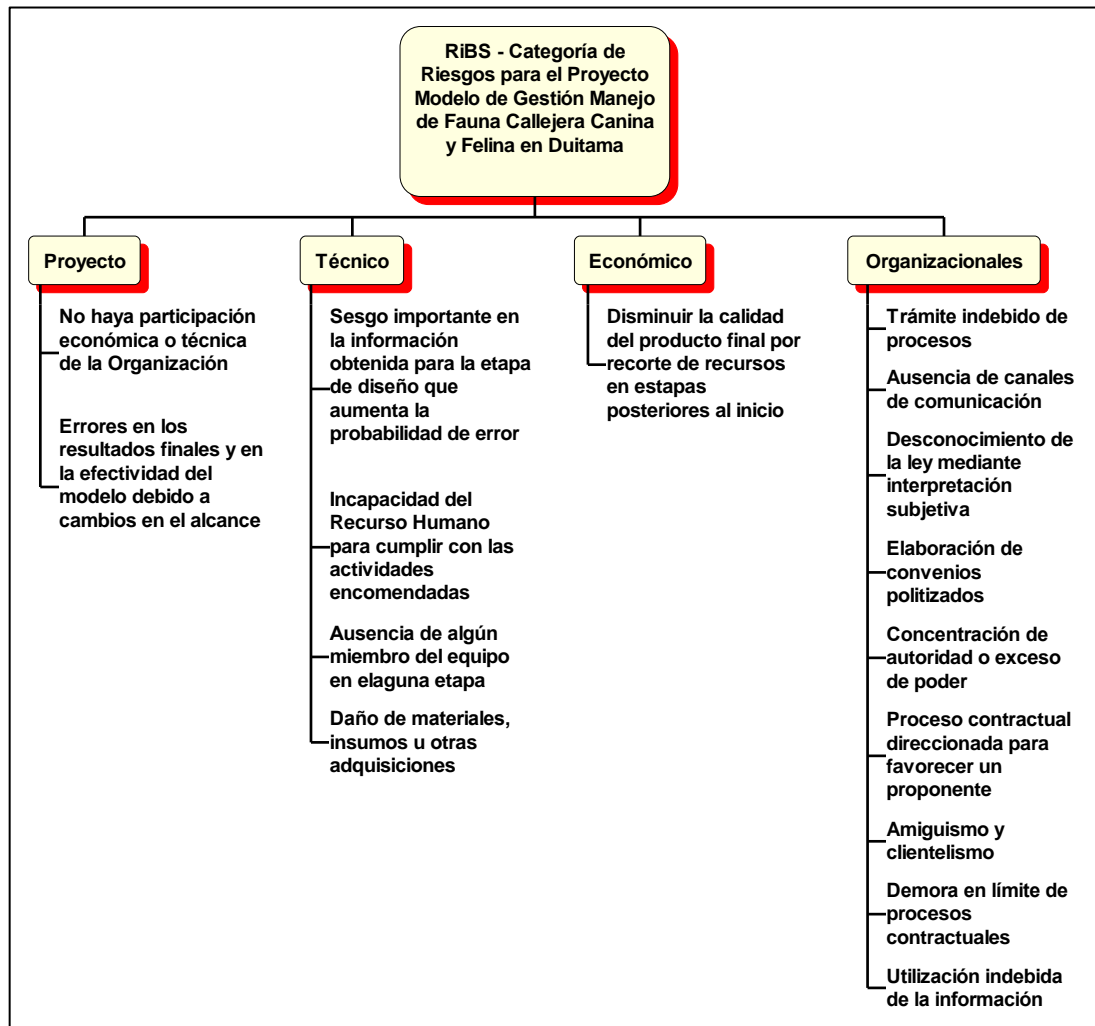 RiBS - Categoría de
Riesgos para el Proyecto
Modelo de Gestión Manejo
de Fauna Callejera Canina
y Felina en Duitama
Proyecto
No haya participación
económica o técnica
de la Organización
Errores en los
resultados finales y en
la efectividad del
modelo debido a
cambios en el alcance
Técnico
Sesgo importante en
la información
obtenida para la etapa
de diseño que
aumenta la
probabilidad de error
Incapacidad del
Recurso Humano
para cumplir con las
actividades
encomendadas
Ausencia de algún
miembro del equipo
en elaguna etapa
Daño de materiales,
insumos u otras
adquisiciones
Económico
Disminuir la calidad
del producto final por
recorte de recursos
en estapas
posteriores al inicio
Organizacionales
Trámite indebido de
procesos
Ausencia de canales
de comunicación
Desconocimiento de
la ley mediante
interpretación
subjetiva
Elaboración de
convenios
politizados
Concentración de
autoridad o exceso
de poder
Proceso contractual
direccionada para
favorecer un
proponente
Amiguismo y
clientelismo
Demora en límite de
procesos
contractuales
Utilización indebida
de la información